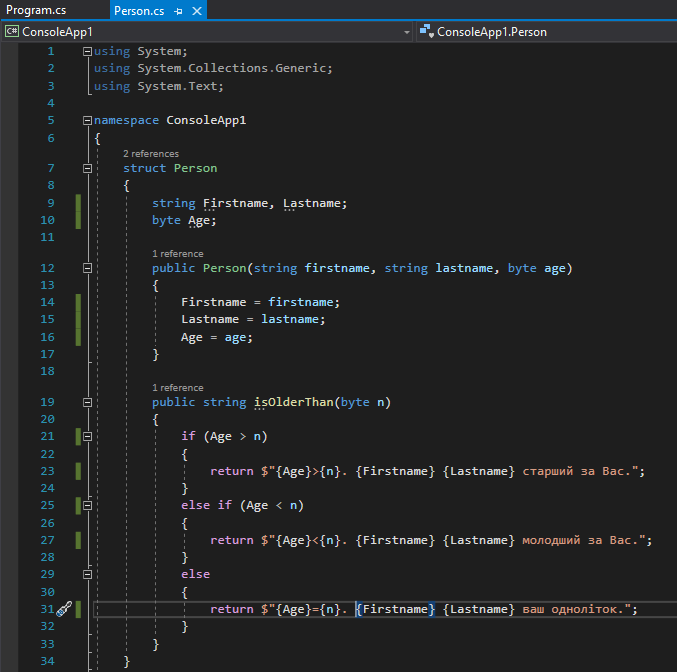 Program.cs Person.cs
C# ConsoleApp1 ConsoleApp1.Person
1 using System;
2 using System.Collections.Generic;
3 using System.Text;
4
5 namespace ConsoleApp1
6 {
2 references
7 struct Person
8 {
9 string Firstname, Lastname;
10 byte Age;
11
1 reference
12 public Person(string firstname, string lastname, byte age)
13 {
14 Firstname = firstname;
15 Lastname = lastname;
16 Age = age;
17 }
18
1 reference
19 public string isOlderThan(byte n)
20 {
21 if (Age > n)
22 {
23 return $"{Age}>{n}. {Firstname} {Lastname} старший за Вас.";
24 }
25 else if (Age < n)
26 {
27 return $"{Age}<{n}. {Firstname} {Lastname} молодший за Вас.";
28 }
29 else
30 {
31 return $"{Age}={n}. {Firstname} {Lastname} ваш одноліток.";
32 }
33 }
34 }